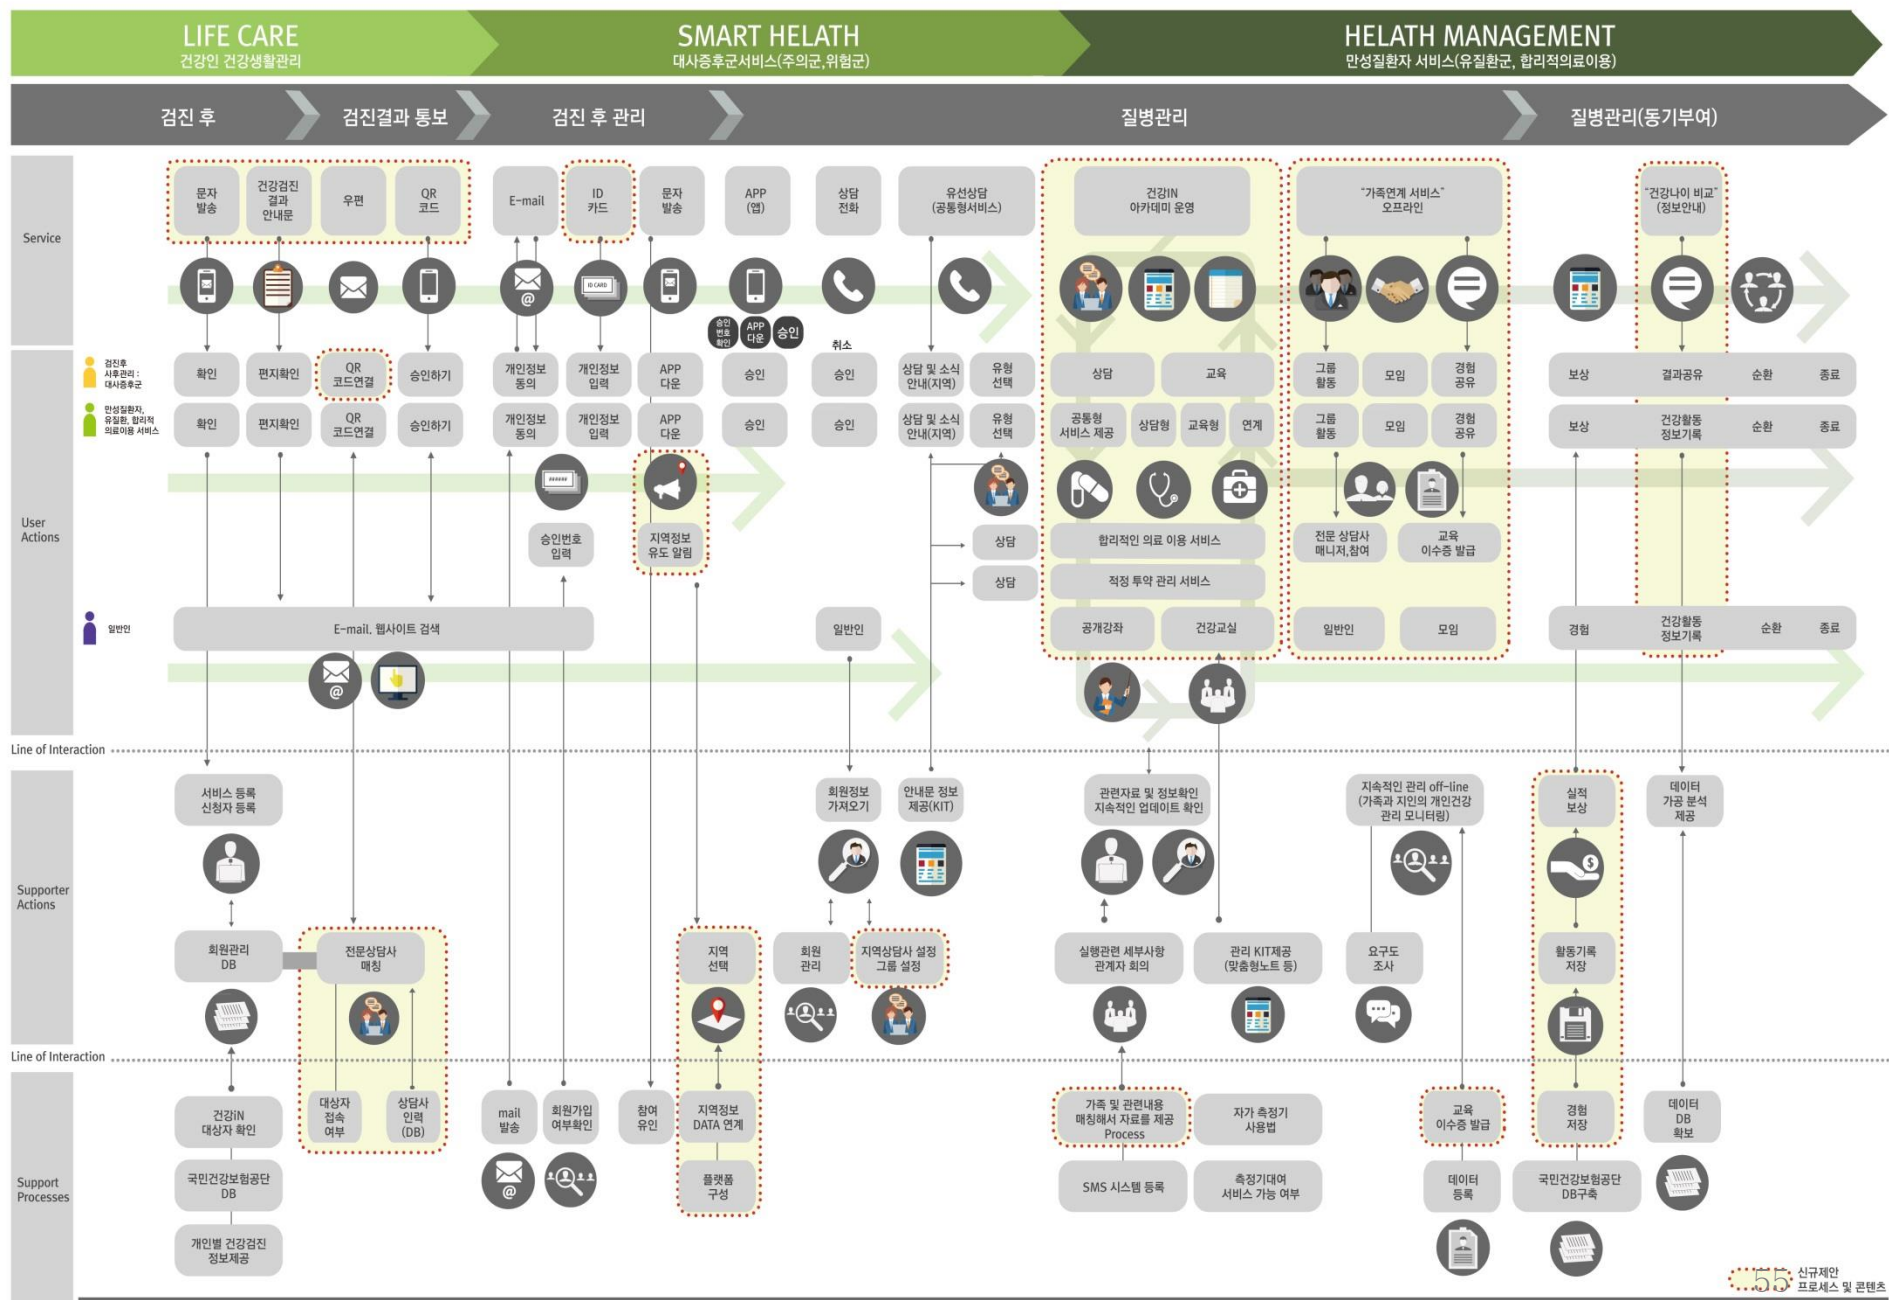 LIFE CARE
건강인 건강생활관리
SMART HELATH
대사증후군서비스(주의군,위험군)
HELATH MANAGEMENT
만성질환자 서비스(유질환군, 합리적의료이용)
검진 후
검진결과 통보
검진 후 관리
질병관리
질병관리(동기부여)
Service
문자
발송
건강검진
결과
안내문
우편
QR
코드
E-mail
ID
카드
문자
발송
APP
(앱)
상담
전화
유선상담
(공통형서비스)
건강IN
아카데미 운영
"가족연계 서비스"
오프라인
"건강나이 비교"
(정보안내)
@
ID CARD
승인
번호
확인
APP
다운
승인
취소
User
Actions
검진후
사후관리 :
대사증후군
확인
편지확인
QR
코드연결
승인하기
개인정보
동의
개인정보
입력
APP
다운
승인
승인
상담 및 소식
안내(지역)
유형
선택
상담
교육
그룹
활동
모임
경험
공유
보상
결과공유
순환
종료
만성질환자,
유질환, 합리적
의료이용 서비스
확인
편지확인
QR
코드연결
승인하기
개인정보
동의
개인정보
입력
APP
다운
승인
승인
상담 및 소식
안내(지역)
유형
선택
공통형
서비스 제공
상담형
교육형
연계
그룹
활동
모임
경험
공유
보상
건강활동
정보기록
순환
종료
######
승인번호
입력
지역정보
유도 알림
상담
상담
합리적인 의료 이용 서비스
적정 투약 관리 서비스
전문 상담사
매니저,참여
교육
이수증 발급
일반인
E-mail. 웹사이트 검색
일반인
공개강좌
건강교실
일반인
모임
경험
건강활동
정보기록
순환
종료
@
Line of Interaction
Supporter
Actions
서비스 등록
신청자 등록
회원정보
가져오기
안내문 정보
제공(KIT)
관련자료 및 정보확인
지속적인 업데이트 확인
지속적인 관리 off-line
(가족과 지인의 개인건강
관리 모니터링)
실적
보상
데이터
가공 분석
제공
회원관리
DB
전문상담사
매칭
지역
선택
회원
관리
지역상담사 설정
그룹 설정
실행관련 세부사항
관계자 회의
관리 KIT제공
(맞춤형노트 등)
요구도
조사
활동기록
저장
Line of Interaction
Support
Processes
건강iN
대상자 확인
대상자
접속
여부
상담사
인력
(DB)
mail
발송
회원가입
여부확인
참여
유인
지역정보
DATA 연계
가족 및 관련내용
매칭해서 자료를 제공
Process
자가 측정기
사용법
교육
이수증 발급
경험
저장
데이터
DB
확보
국민건강보험공단
DB
@
플랫폼
구성
SMS 시스템 등록
측정기대여
서비스 가능 여부
데이터
등록
국민건강보험공단
DB구축
개인별 건강검진
정보제공
55
신규제안
프로세스 및 콘텐츠